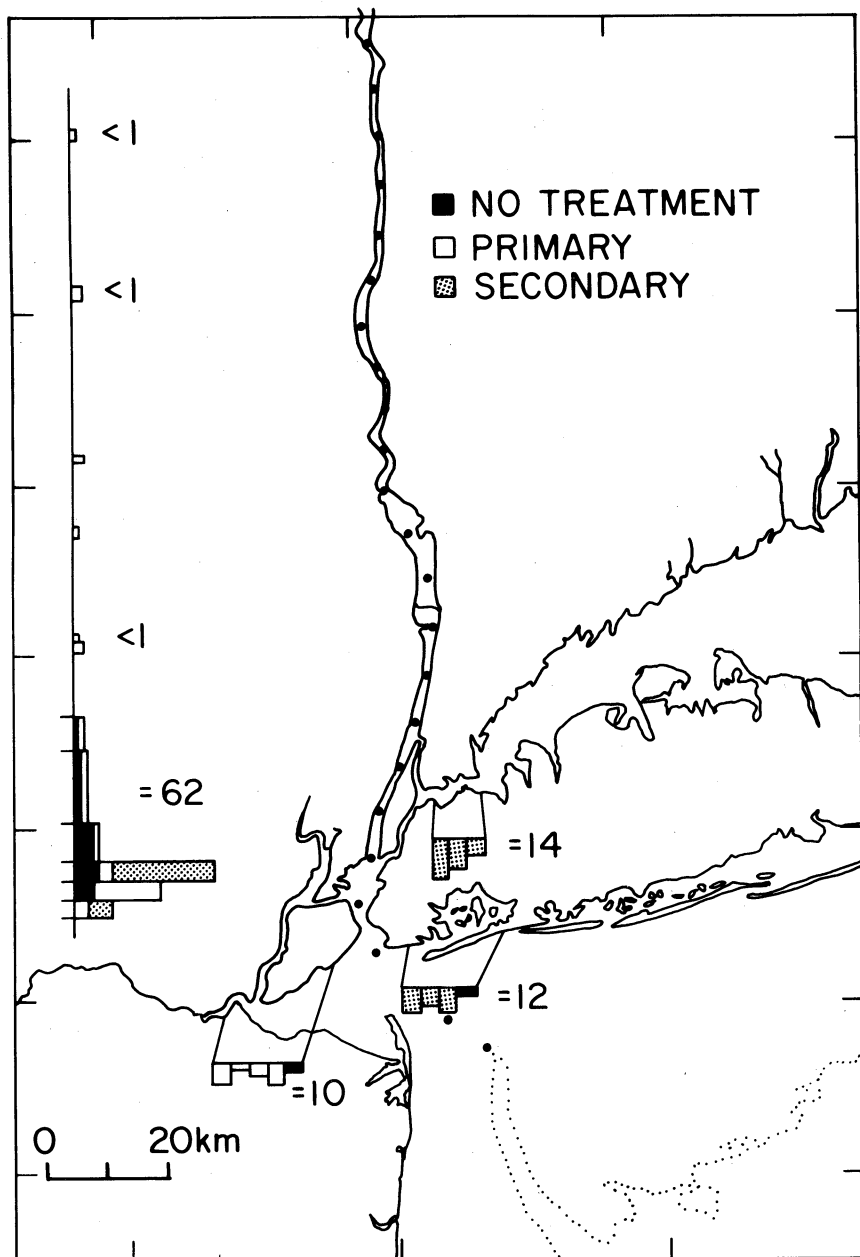 <1
NO TREATMENT
PRIMARY
SECONDARY
<1
<1
=62
=14
=12
=10
0 20km